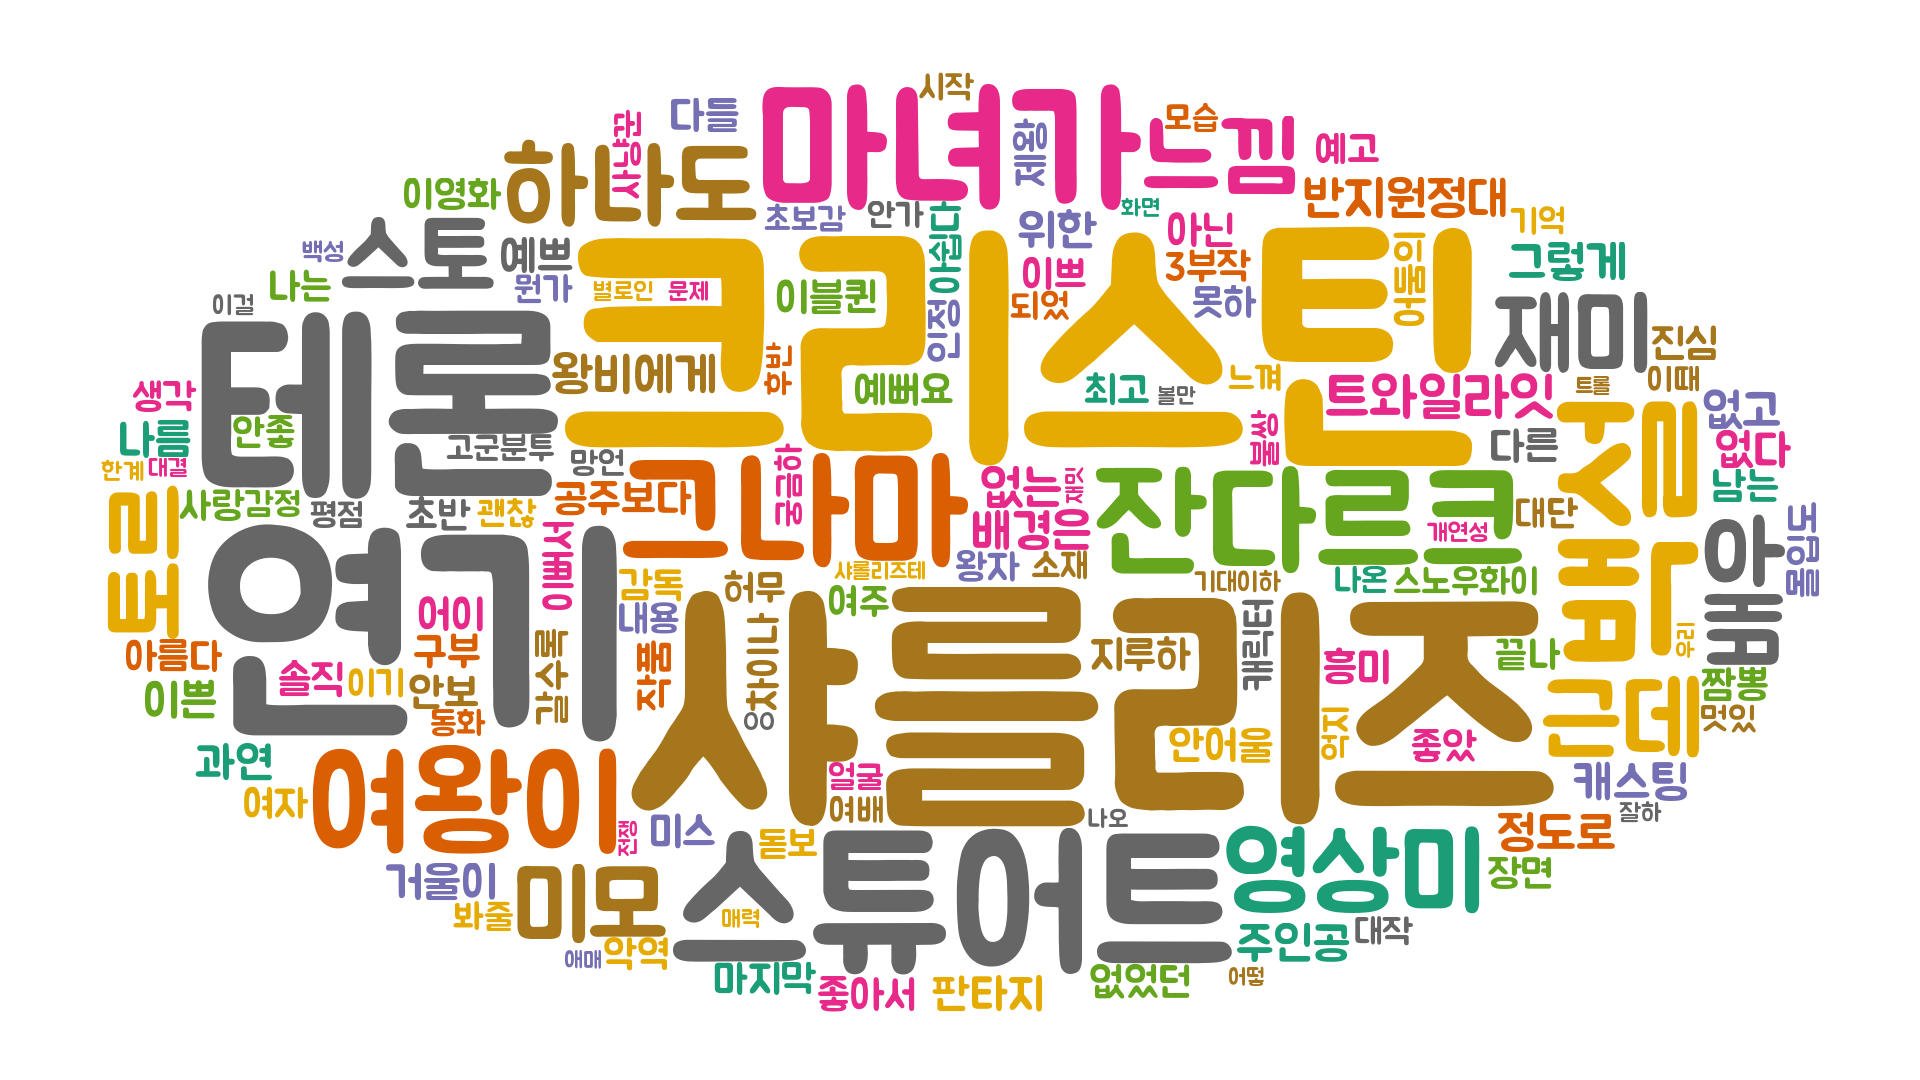 시작
다들
사냥꾼
마녀가
제왕
모습
느낌
예고
하나도
이영화
초보감
안가
아쉽다
화면
위한
아닌
반지원정대
기억
백성
스토
예쁘
크리스틴
이쁘
3부작
어울리
그렇게
나는
뭔가
별로인
문제
이블퀸
되었
못하
재미
이걸
테론
인정
진심
왕비에게
학반
예뻐요
최고
볼만
느껴
트와일라잇
트롤
이때
생각
사실
없고
나름
안좋
고군분투
불쌍
다른
없다
한계
대결
망언
그나마
궁금하
없는
재밋
잔다르크
남는
토리
사랑감정
평점
초반
괜찮
공주보다
배경은
개연성
대단
몰입도
연기
이뻐서
샤롤리즈테
왕자
소재
기대이하
나온
스노우화이
밖
아뿔
감독
허무
여주
어이
내용
샤를리즈
우리
아름다
구부
갈수록
작품
차이나
지루하
캐릭터
흥미
끝나
이쁜
솔직
이기
안보
근데
짬뽕
동화
ㅇㅇ
멋있
과연
안어울
억지
좋았
여왕이
얼굴
캐스팅
여자
여배
나오
잘하
전쟁
미스
돋보
스튜어트
영상미
정도로
거울이
미모
장면
봐줄
매력
주인공
대작
애매
악역
마지막
좋아서
판타지
없었던
어떻